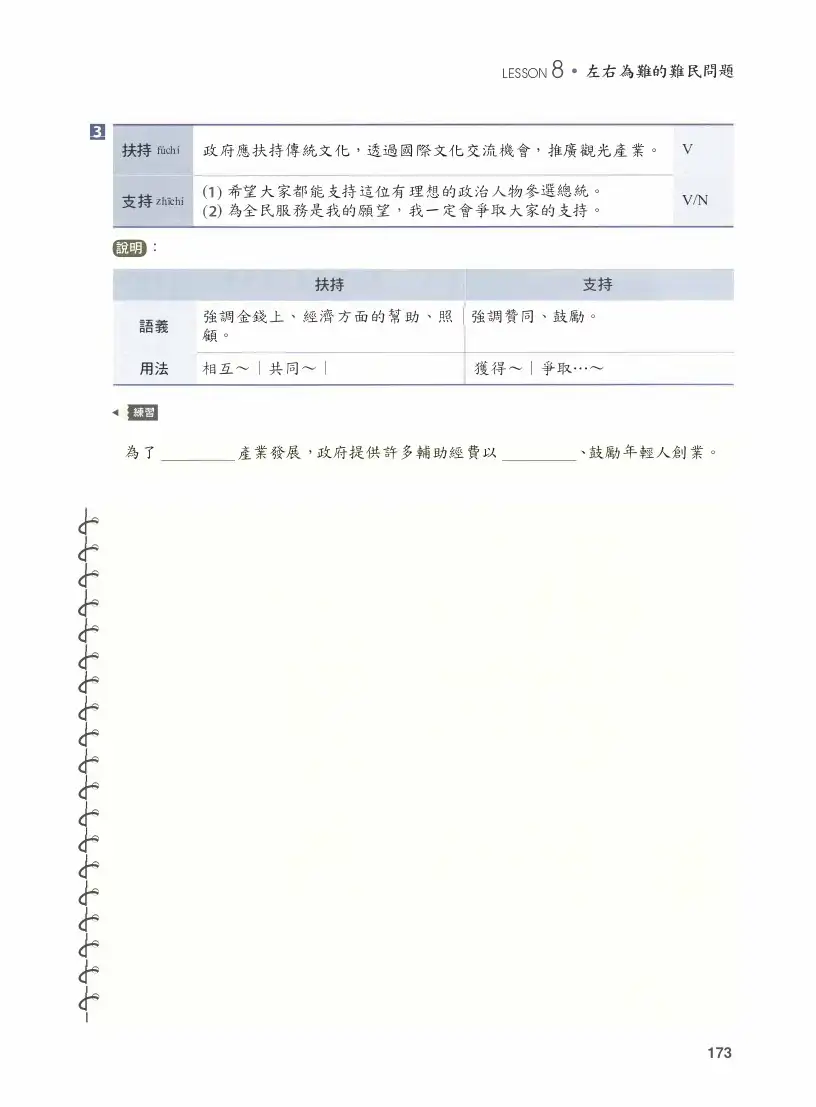 LESSON 8 • 左右為難的難民問題
3
扶持 fúchí 政府應扶持傳統文化，透過國際文化交流機會，推廣觀光產業。 V
支持 zhīchí (1) 希望大家都能支持這位有理想的政治人物參選總統。 V/N
(2) 為全民服務是我的願望，我一定會爭取大家的支持。
說明：
扶持 支持
語義 強調金錢上、經濟方面的幫助、照 強調贊同、鼓勵。
顧。
用法 相互～｜共同～｜ 獲得～｜爭取…～
練習
為了 __________ 產業發展，政府提供許多輔助經費以 __________、鼓勵年輕人創業。
173